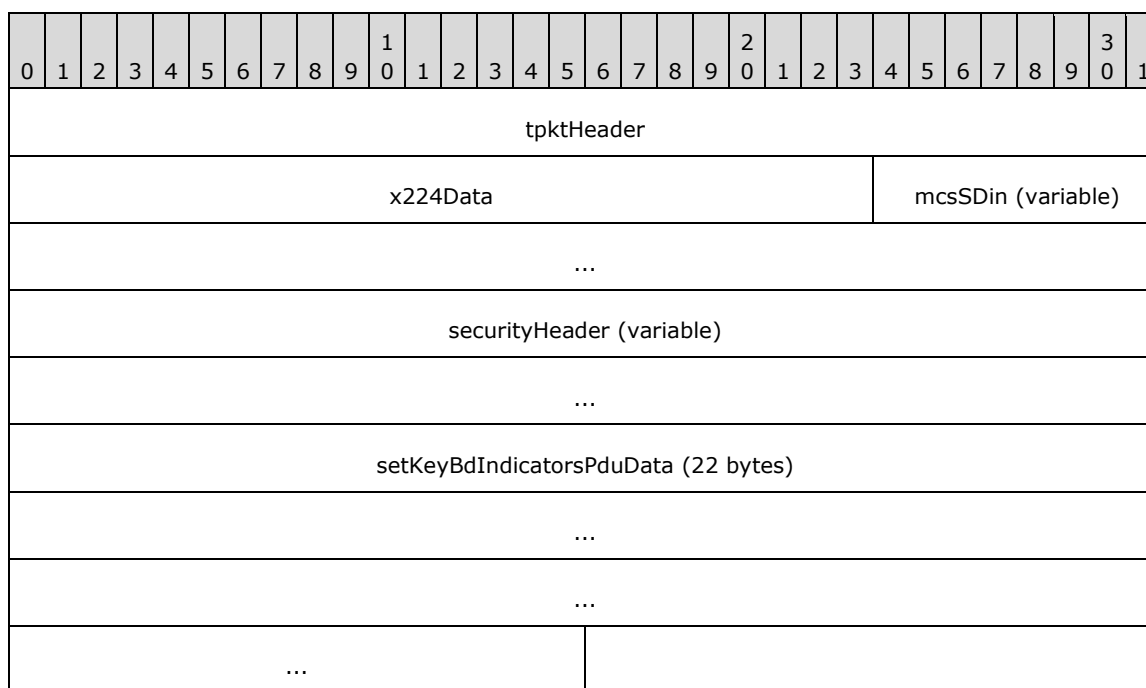 1 2 3
0 1 2 3 4 5 6 7 8 9 0 1 2 3 4 5 6 7 8 9 0 1 2 3 4 5 6 7 8 9 0 1
tpktHeader
x224Data mcsSDin (variable)
...
securityHeader (variable)
...
setKeyBdIndicatorsPduData (22 bytes)
...
...
...